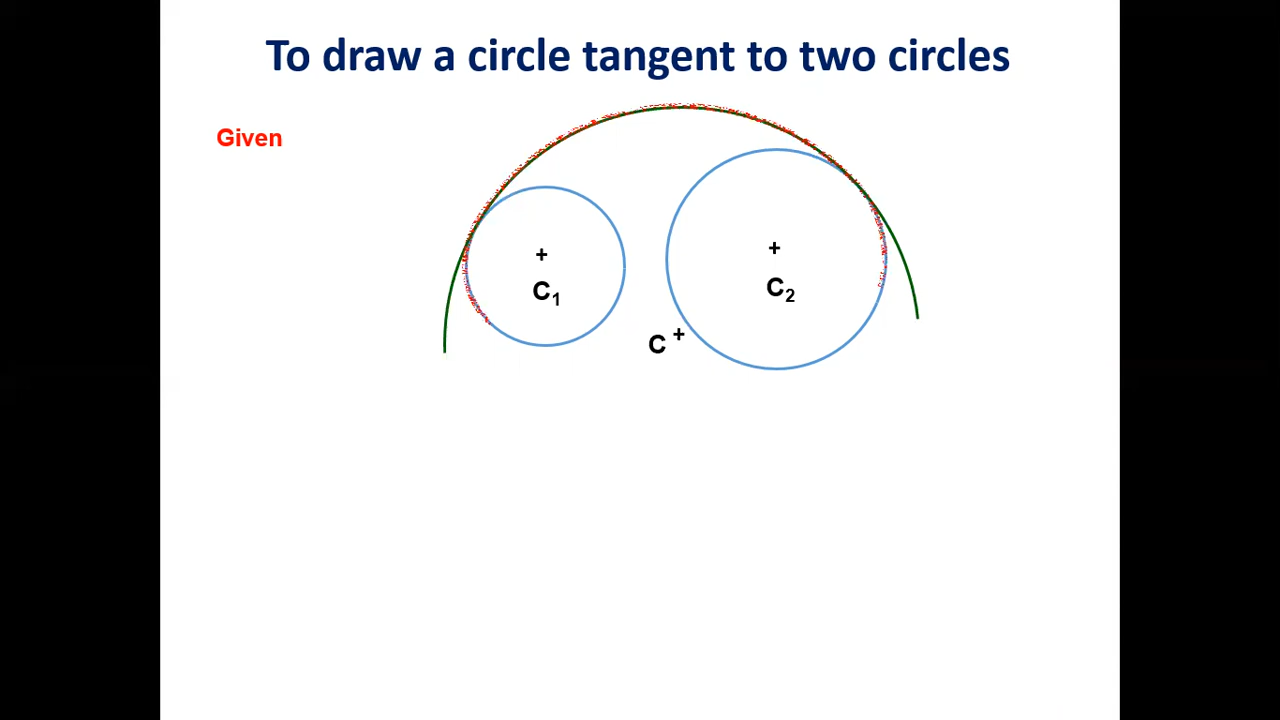 To draw a circle tangent to two circles
Given
+
+
C₁
C₂
C +